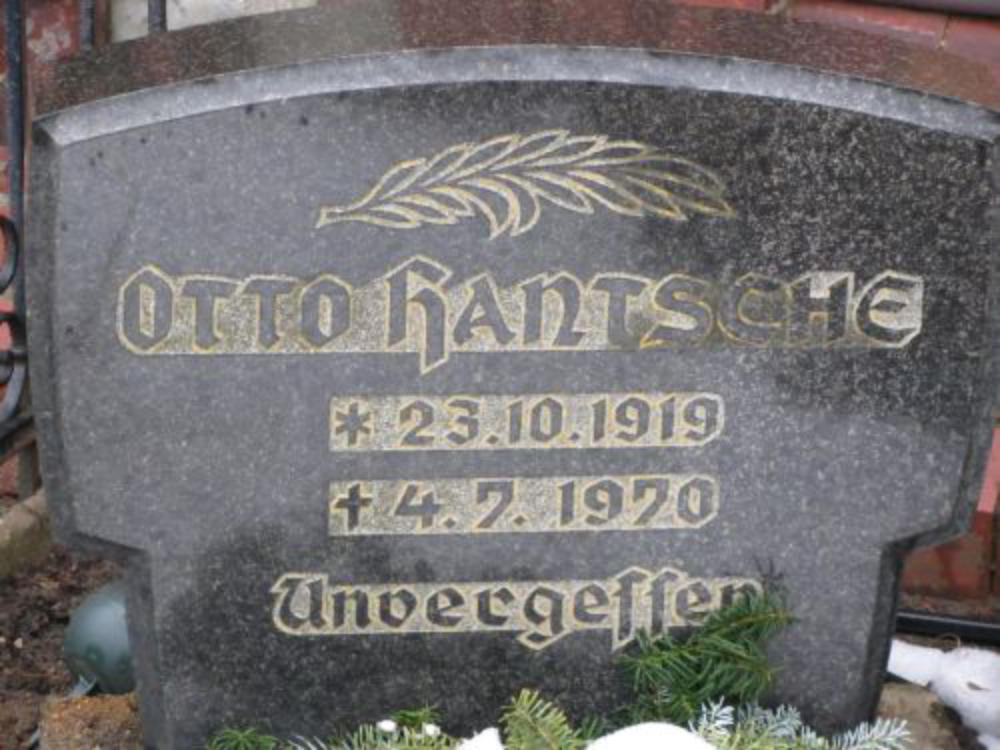 OTTO HANTSCHE
* 23.10.1919
† 4.7.1970
Unvergeſſen